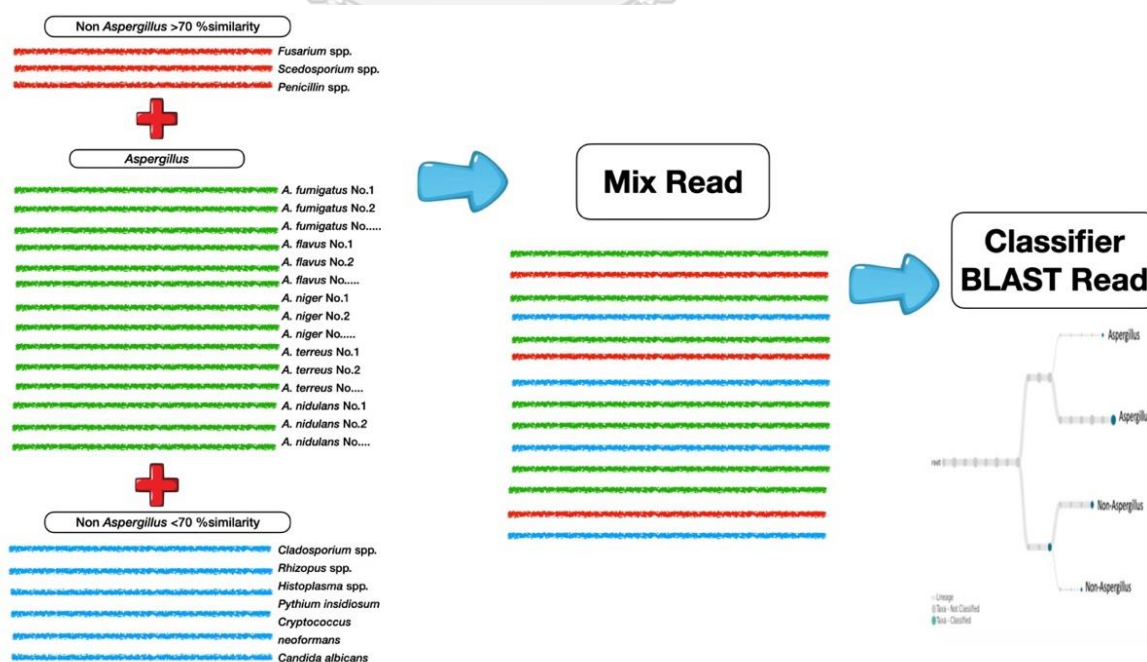 Non Aspergillus >70 %similarity
Fusarium spp.
Scedosporium spp.
Penicillin spp.
Aspergillus
A. fumigatus No.1
A. fumigatus No.2
A. fumigatus No.....
A. flavus No.1
A. flavus No.2
A. flavus No.....
A. niger No.1
A. niger No.2
A. niger No.....
A. terreus No.1
A. terreus No.2
A. terreus No....
A. nidulans No.1
A. nidulans No.2
A. nidulans No....
Non Aspergillus <70 %similarity
Cladosporium spp.
Rhizopus spp.
Histoplasma spp.
Pythium insidiosum
Cryptococcus
neoformans
Candida albicans
Mix Read
Classifier
BLAST Read
Aspergillus
Aspergillu
root
Non-Aspergillus
Non-Aspergillus
Lineage
Taxa - Not Classified
Taxa - Classified